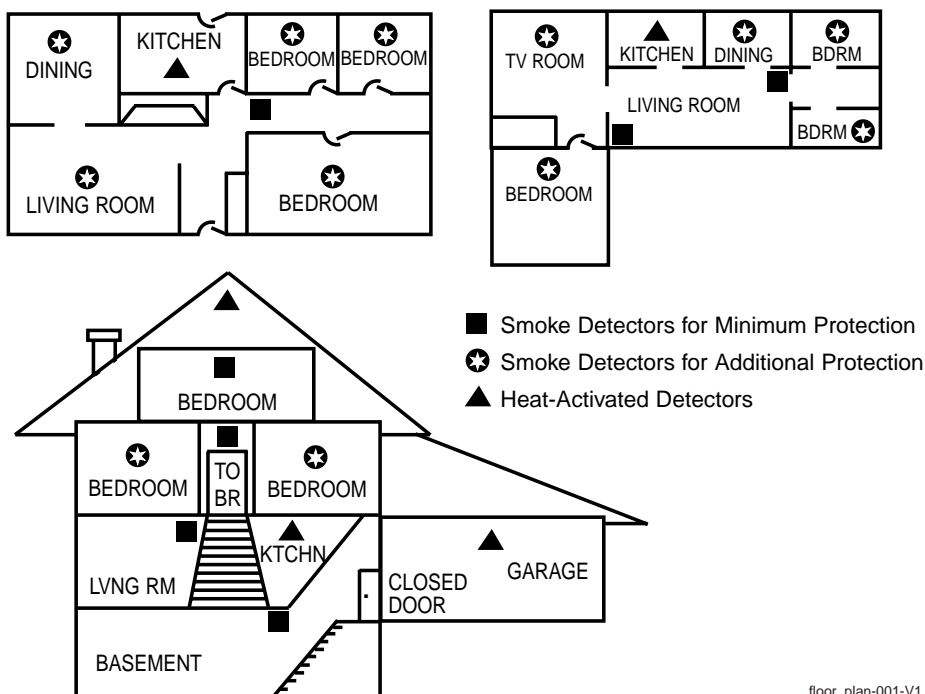 KITCHEN
DINING
BEDROOM
BEDROOM
LIVING ROOM
BEDROOM
TV ROOM
KITCHEN
DINING
BDRM
LIVING ROOM
BDRM
BEDROOM
Smoke Detectors for Minimum Protection
Smoke Detectors for Additional Protection
Heat-Activated Detectors
BEDROOM
BEDROOM
TO
BR
BEDROOM
LVNG RM
KTCHN
CLOSED
DOOR
GARAGE
BASEMENT
floor_plan-001-V1